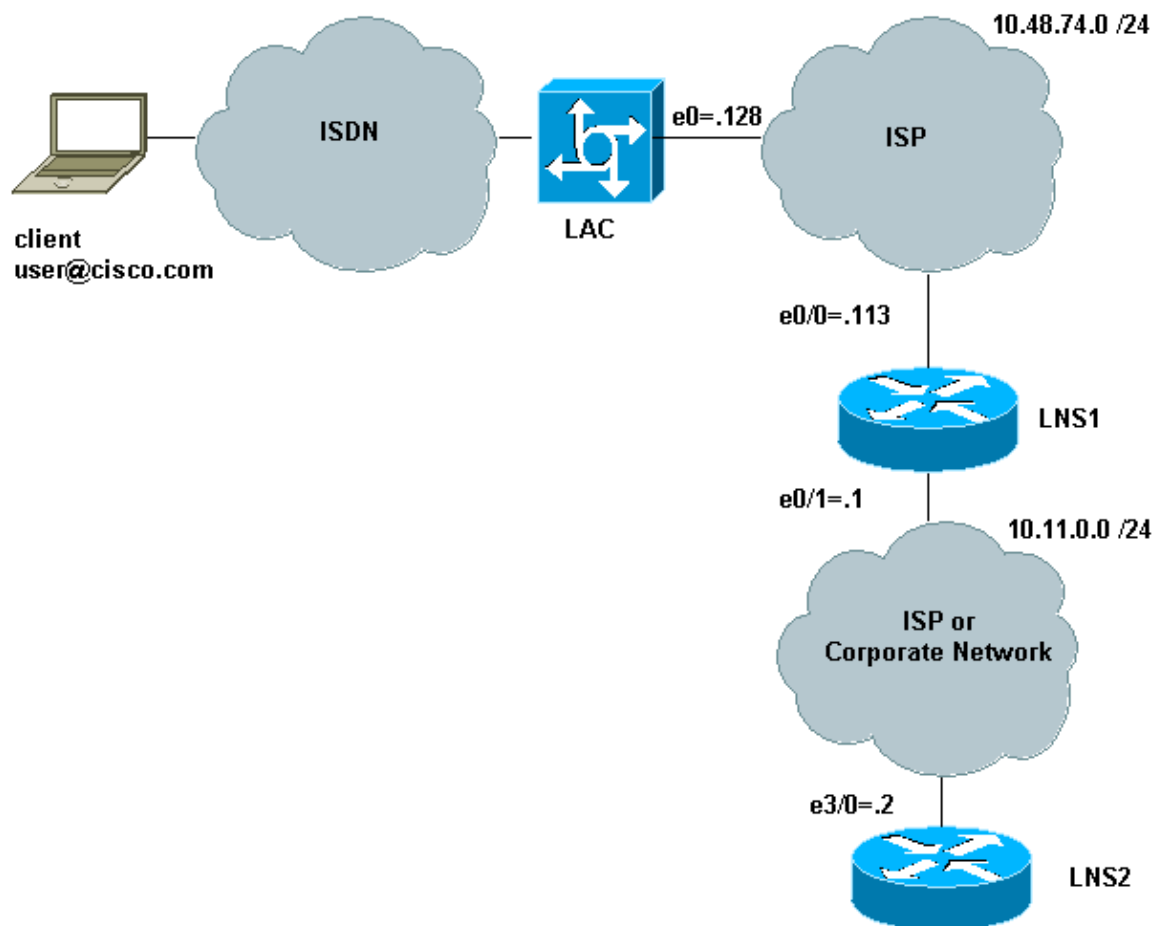 10.48.74.0 /24
ISDN
e0=.128
ISP
LAC
client
user@cisco.com
e0/0=.113
LNS1
e0/1=.1
10.11.0.0 /24
ISP or
Corporate Network
e3/0=.2
LNS2